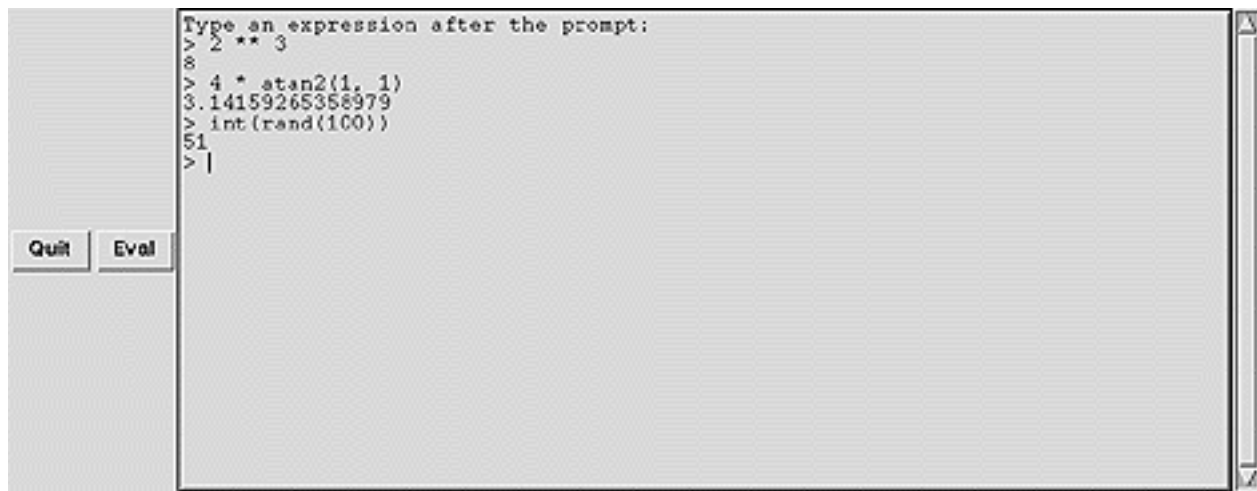 Type an expression after the prompt:
> 2 ** 3
8
> 4 * atan2(1, 1)
3.14159265358979
> int(rand(100))
51
>
Quit
Eval